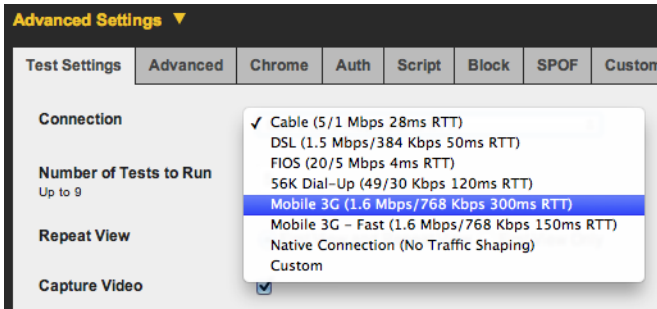 Advanced Settings ▼
Test Settings Advanced Chrome Auth Script Block SPOF Custom
Connection
✓ Cable (5/1 Mbps 28ms RTT)
DSL (1.5 Mbps/384 Kbps 50ms RTT)
FIOS (20/5 Mbps 4ms RTT)
56K Dial-Up (49/30 Kbps 120ms RTT)
Mobile 3G (1.6 Mbps/768 Kbps 300ms RTT)
Mobile 3G - Fast (1.6 Mbps/768 Kbps 150ms RTT)
Native Connection (No Traffic Shaping)
Custom
Number of Tests to Run
Up to 9
Repeat View
Capture Video